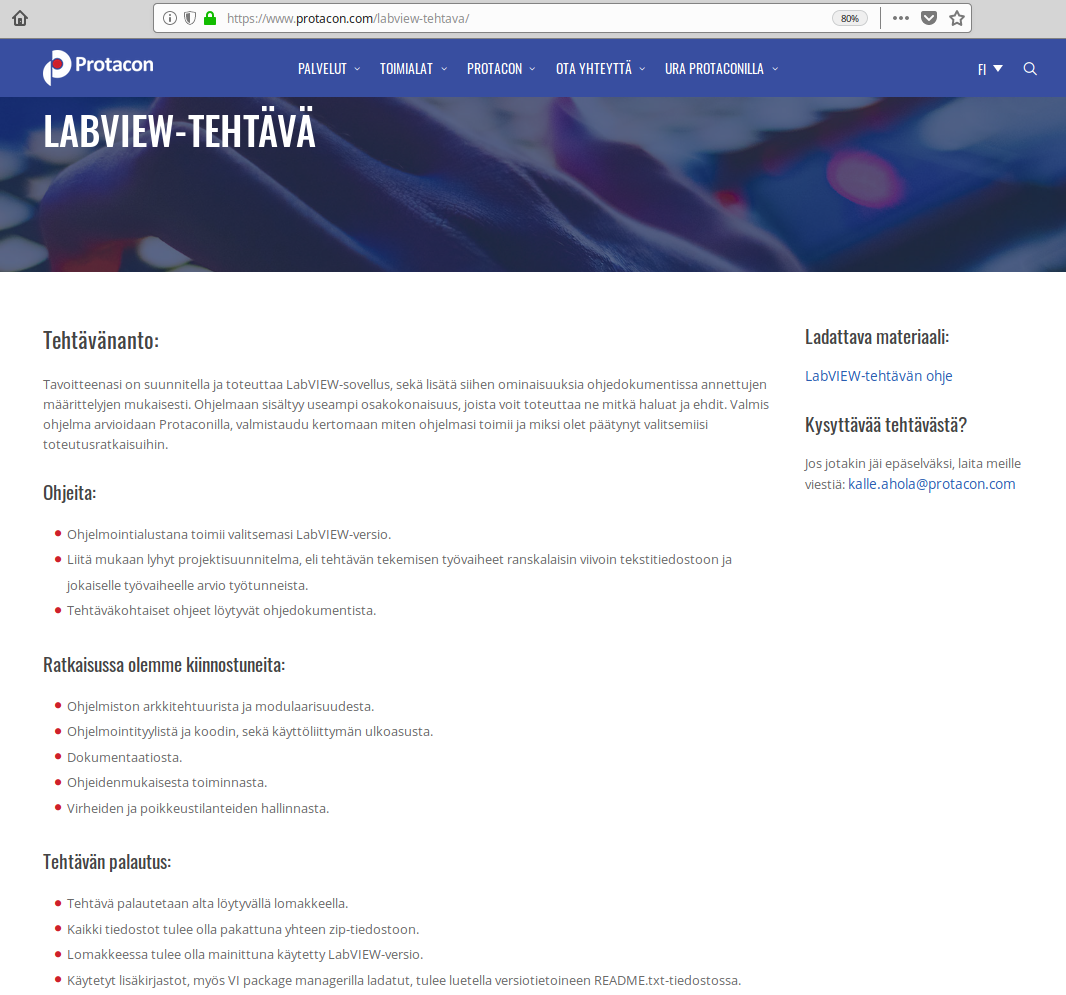 https://www.protacon.com/labview-tehtava/
80%
Protacon
PALVELUT
TOIMIALAT
PROTACON
OTA YHTEYTTÄ
URA PROTACONILLA
FI
LABVIEW-TEHTÄVÄ
Tehtävänanto:
Tavoitteenasi on suunnitella ja toteuttaa LabVIEW-sovellus, sekä lisätä siihen ominaisuuksia ohjedokumentissa annettujen
määrittelyjen mukaisesti. Ohjelmaan sisältyy useampi osakokonaisuus, joista voit toteuttaa ne mitkä haluat ja ehdit. Valmis
ohjelma arvioidaan Protaconilla, valmistaudu kertomaan miten ohjelmasi toimii ja miksi olet päätynyt valitsemiisi
toteutusratkaisuihin.
Ohjeita:
Ohjelmointialustana toimii valitsemasi LabVIEW-versio.
Liitä mukaan lyhyt projektisuunnitelma, eli tehtävän tekemisen työvaiheet ranskalaisin viivoin tekstitiedostoon ja
jokaiselle työvaiheelle arvio työtunneista.
Tehtäväkohtaiset ohjeet löytyvät ohjedokumentista.
Ratkaisussa olemme kiinnostuneita:
Ohjelmiston arkkitehtuurista ja modulaarisuudesta.
Ohjelmointityylistä ja koodin, sekä käyttöliittymän ulkoasusta.
Dokumentaatiosta.
Ohjeidenmukaisesta toiminnasta.
Virheiden ja poikkeustilanteiden hallinnasta.
Tehtävän palautus:
Tehtävä palautetaan alta löytyvällä lomakkeella.
Kaikki tiedostot tulee olla pakattuna yhteen zip-tiedostoon.
Lomakkeessa tulee olla mainittuna käytetty LabVIEW-versio.
Käytetyt lisäkirjastot, myös VI package managerilla ladatut, tulee luetella versiotietoineen README.txt-tiedostossa.
Ladattava materiaali:
LabVIEW-tehtävän ohje
Kysyttävää tehtävästä?
Jos jotakin jäi epäselväksi, laita meille
viestiä: kalle.ahola@protacon.com